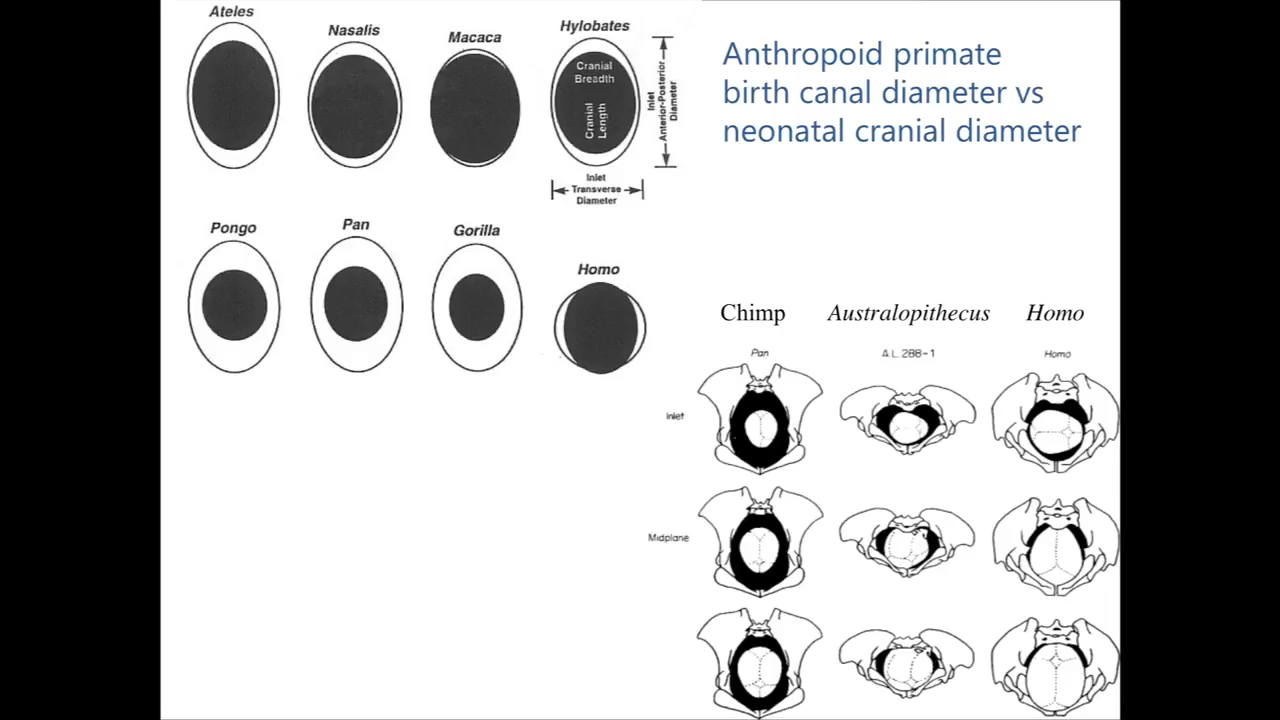 Ateles
Nasalis
Macaca
Hylobates
Cranial
Breadth
Cranial
Length
Inlet
Anterior-Posterior
Diameter
Inlet
Transverse
Diameter
Anthropoid primate
birth canal diameter vs
neonatal cranial diameter
Pongo
Pan
Gorilla
Homo
Chimp
Australopithecus
Homo
Pan
A.L. 288-1
Homo
Inlet
Midplane